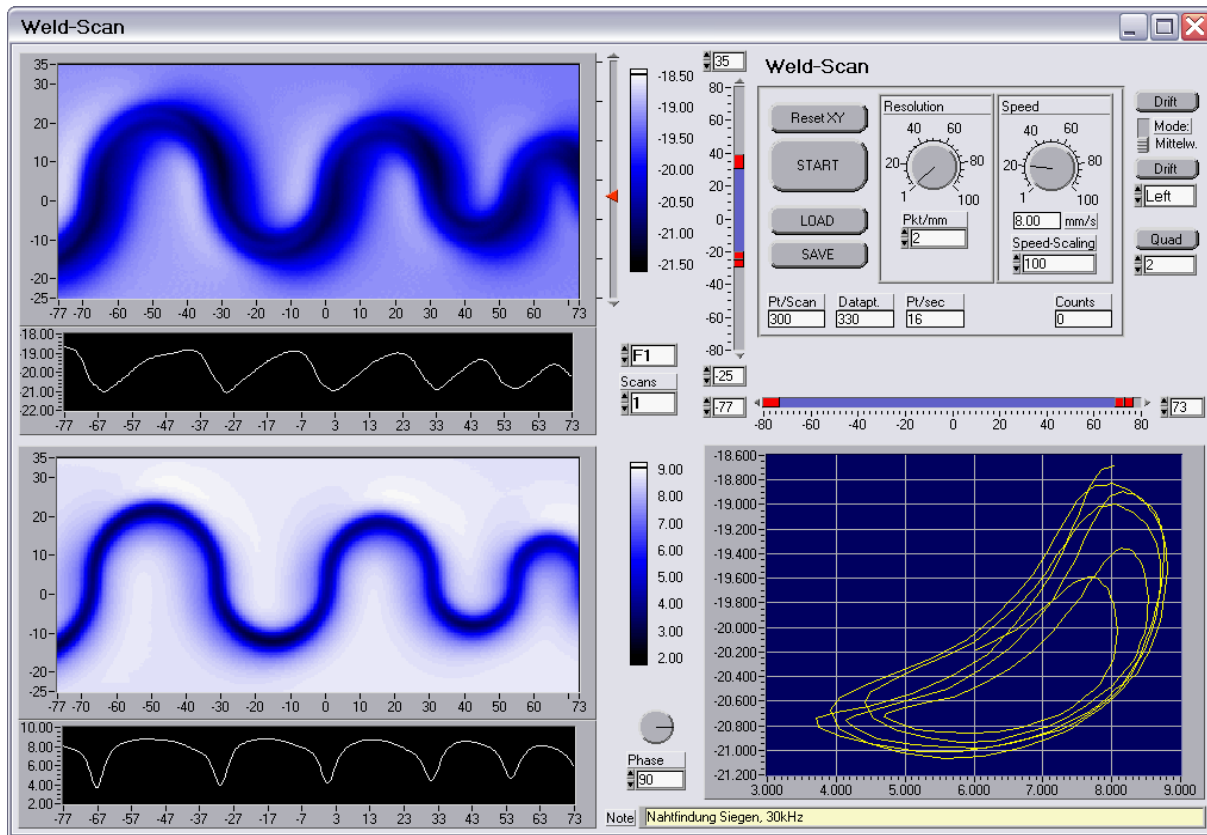 Weld-Scan
35-
30-
20-
10-
0-
-10-
-20-
-25-
-77 -70 -60 -50 -40 -30 -20 -10 0 10 20 30 40 50 60 73
-18.50
-19.00
-19.50
-20.00
-20.50
-21.00
-21.50
-18.00
-19.00
-20.00
-21.00
-22.00
-77 -67 -57 -47 -37 -27 -17 -7 3 13 23 33 43 53 63 73
F1
Scans
1
35
80-
60-
40-
20-
0-
-20-
-40-
-60-
-80-
-25
-77
-80 -60 -40 -20 0 20 40 60 80
73
Weld-Scan
Reset XY
START
LOAD
SAVE
Resolution
1 20 40 60 80 100
Pkt/mm
2
Speed
1 20 40 60 80 100
8.00 mm/s
Speed-Scaling
100
Pt/Scan Datapt. Pt/sec Counts
300 330 16 0
Drift
Mode:
Mittelw.
Drift
Left
Quad
2
35-
20-
10-
0-
-10-
-20-
-25-
-77 -70 -60 -50 -40 -30 -20 -10 0 10 20 30 40 50 60 73
9.00
8.00
7.00
6.00
5.00
4.00
3.00
2.00
10.00
8.00
6.00
4.00
2.00
-77 -67 -57 -47 -37 -27 -17 -7 3 13 23 33 43 53 63 73
Phase
90
-18.600
-19.000
-19.200
-19.400
-19.600
-19.800
-20.000
-20.200
-20.400
-20.600
-20.800
-21.000
-21.200
3.000 4.000 5.000 6.000 7.000 8.000 9.000
Note Nahtfindung Siegen, 30kHz